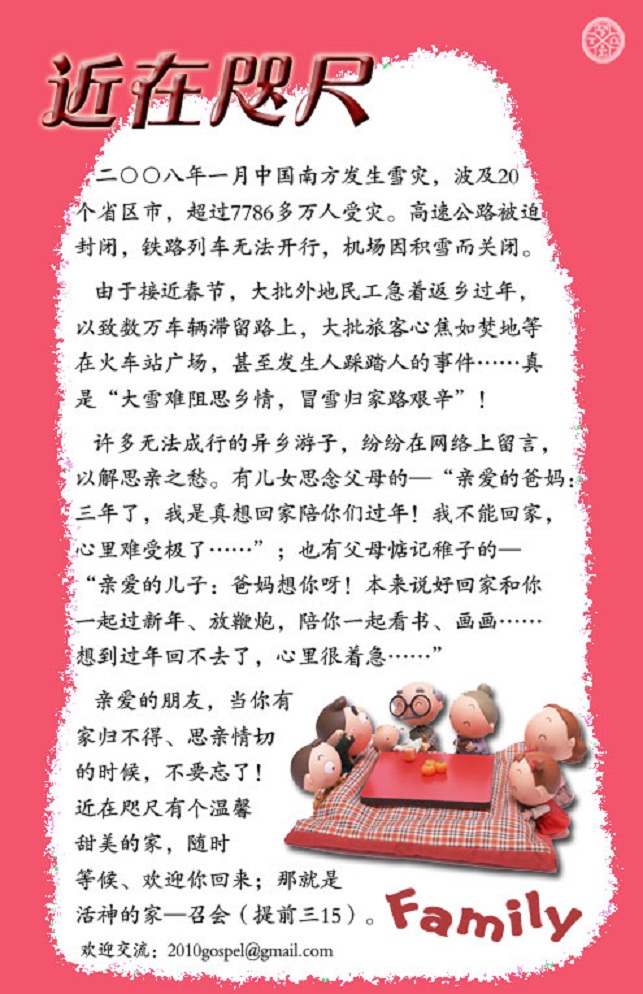 近在咫尺
二〇〇八年一月中国南方发生雪灾，波及20
个省区市，超过7786多万人受灾。高速公路被迫
封闭，铁路列车无法开行，机场因积雪而关闭。
由于接近春节，大批外地民工急着返乡过年，
以致数万车辆滞留路上，大批旅客心焦如焚地等
在火车站广场，甚至发生人踩踏人的事件……真
是“大雪难阻思乡情，冒雪归家路艰辛”！
许多无法成行的异乡游子，纷纷在网络上留言，
以解思亲之愁。有儿女思念父母的—“亲爱的爸妈：
三年了，我是真想回家陪你们过年！我不能回家，
心里难受极了……”；也有父母惦记稚子的—
“亲爱的儿子：爸妈想你呀！本来说好回家和你
一起过新年、放鞭炮，陪你一起看书、画画……
想到过年回不去了，心里很着急……”
亲爱的朋友，当你有
家归不得、思亲情切
的时候，不要忘了！
近在咫尺有个温馨
甜美的家，随时
等候、欢迎你回来；那就是
活神的家—召会（提前三15）。
Family
欢迎交流：2010gospel@gmail.com